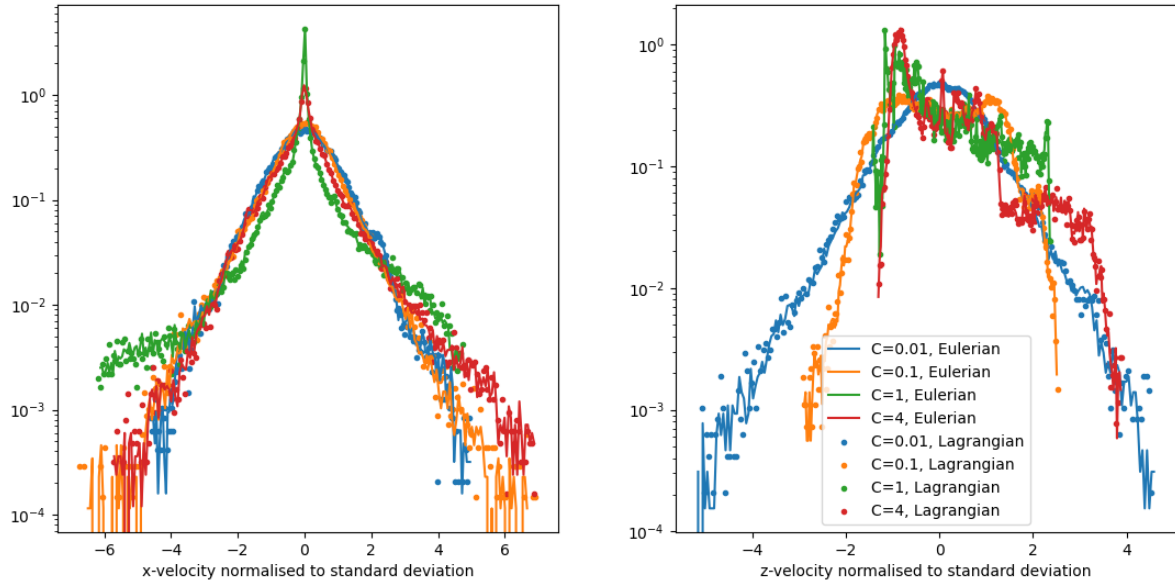 10⁰
10⁻¹
10⁻²
10⁻³
10⁻⁴
−6 −4 −2 0 2 4 6
x-velocity normalised to standard deviation
10⁰
10⁻¹
10⁻²
10⁻³
10⁻⁴
C=0.01, Eulerian
C=0.1, Eulerian
C=1, Eulerian
C=4, Eulerian
C=0.01, Lagrangian
C=0.1, Lagrangian
C=1, Lagrangian
C=4, Lagrangian
−4 −2 0 2 4
z-velocity normalised to standard deviation